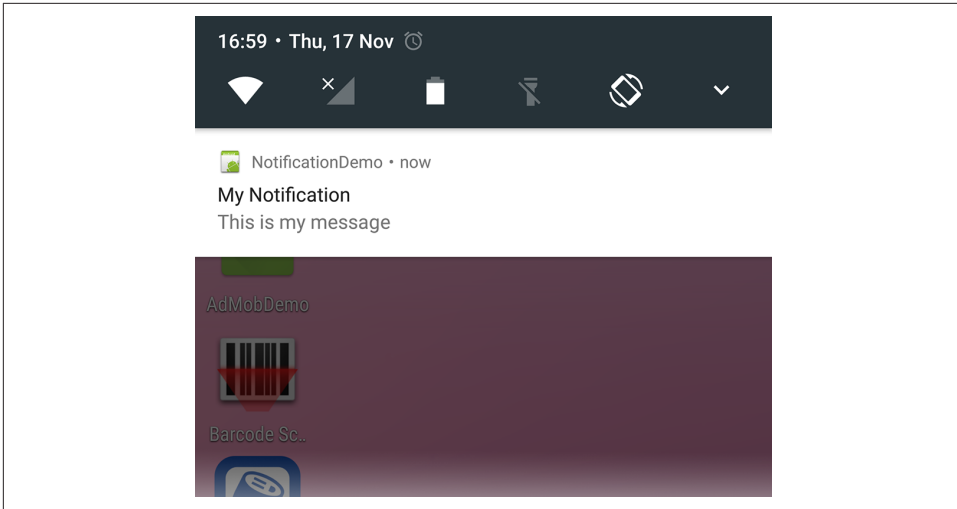 16:59 • Thu, 17 Nov
NotificationDemo • now
My Notification
This is my message
AdMobDemo
Barcode Sc..